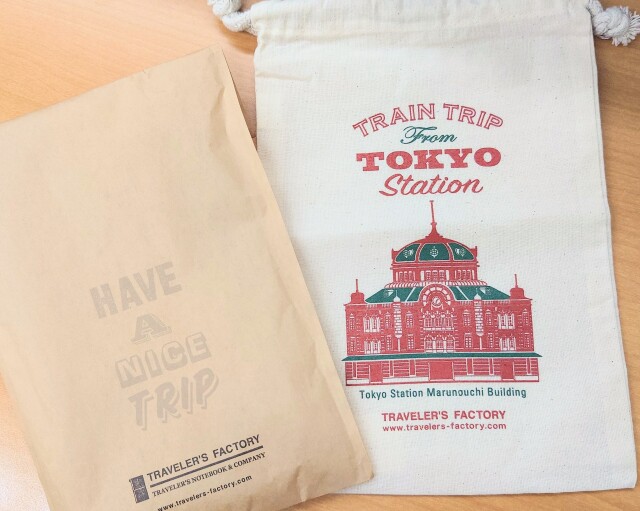 HAVE
A
NICE
TRIP
TRAVELER'S FACTORY
TRAVELER'S NOTEBOOK & COMPANY
www.travelers-factory.com
TRAIN TRIP
From
TOKYO
Station
Tokyo Station Marunouchi Building
TRAVELER'S FACTORY
www.travelers-factory.com